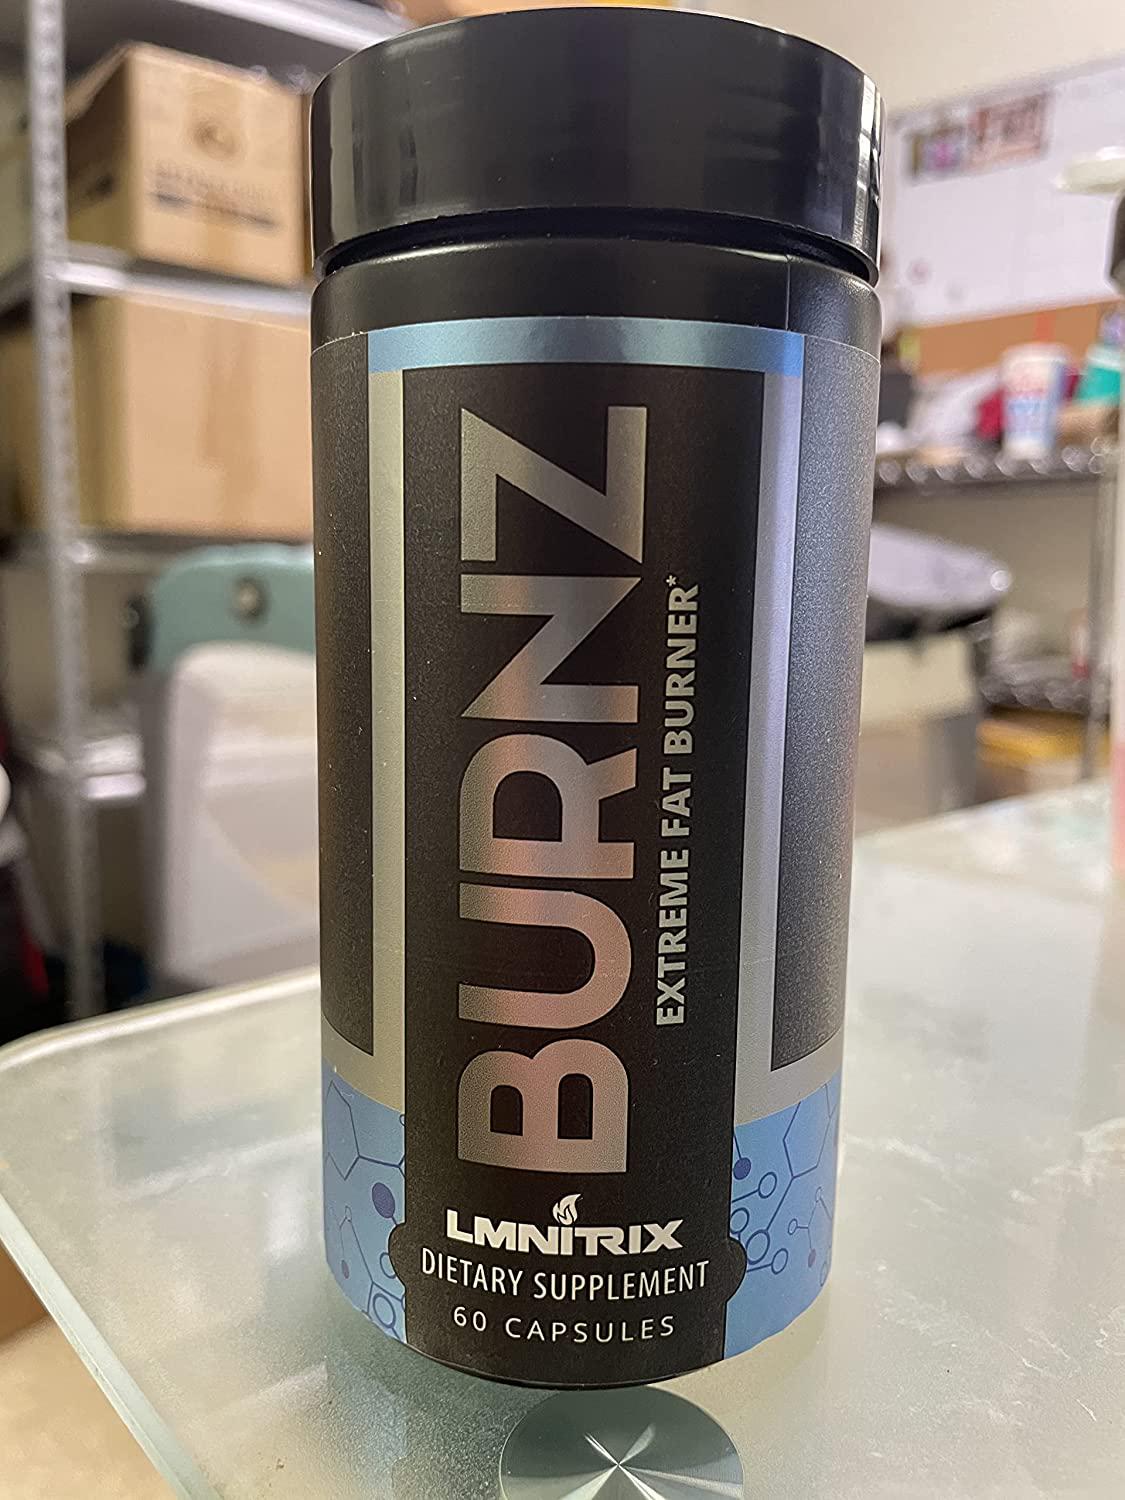 BURNZ
EXTREME FAT BURNER*
LMNITRIX
DIETARY SUPPLEMENT
60 CAPSULES